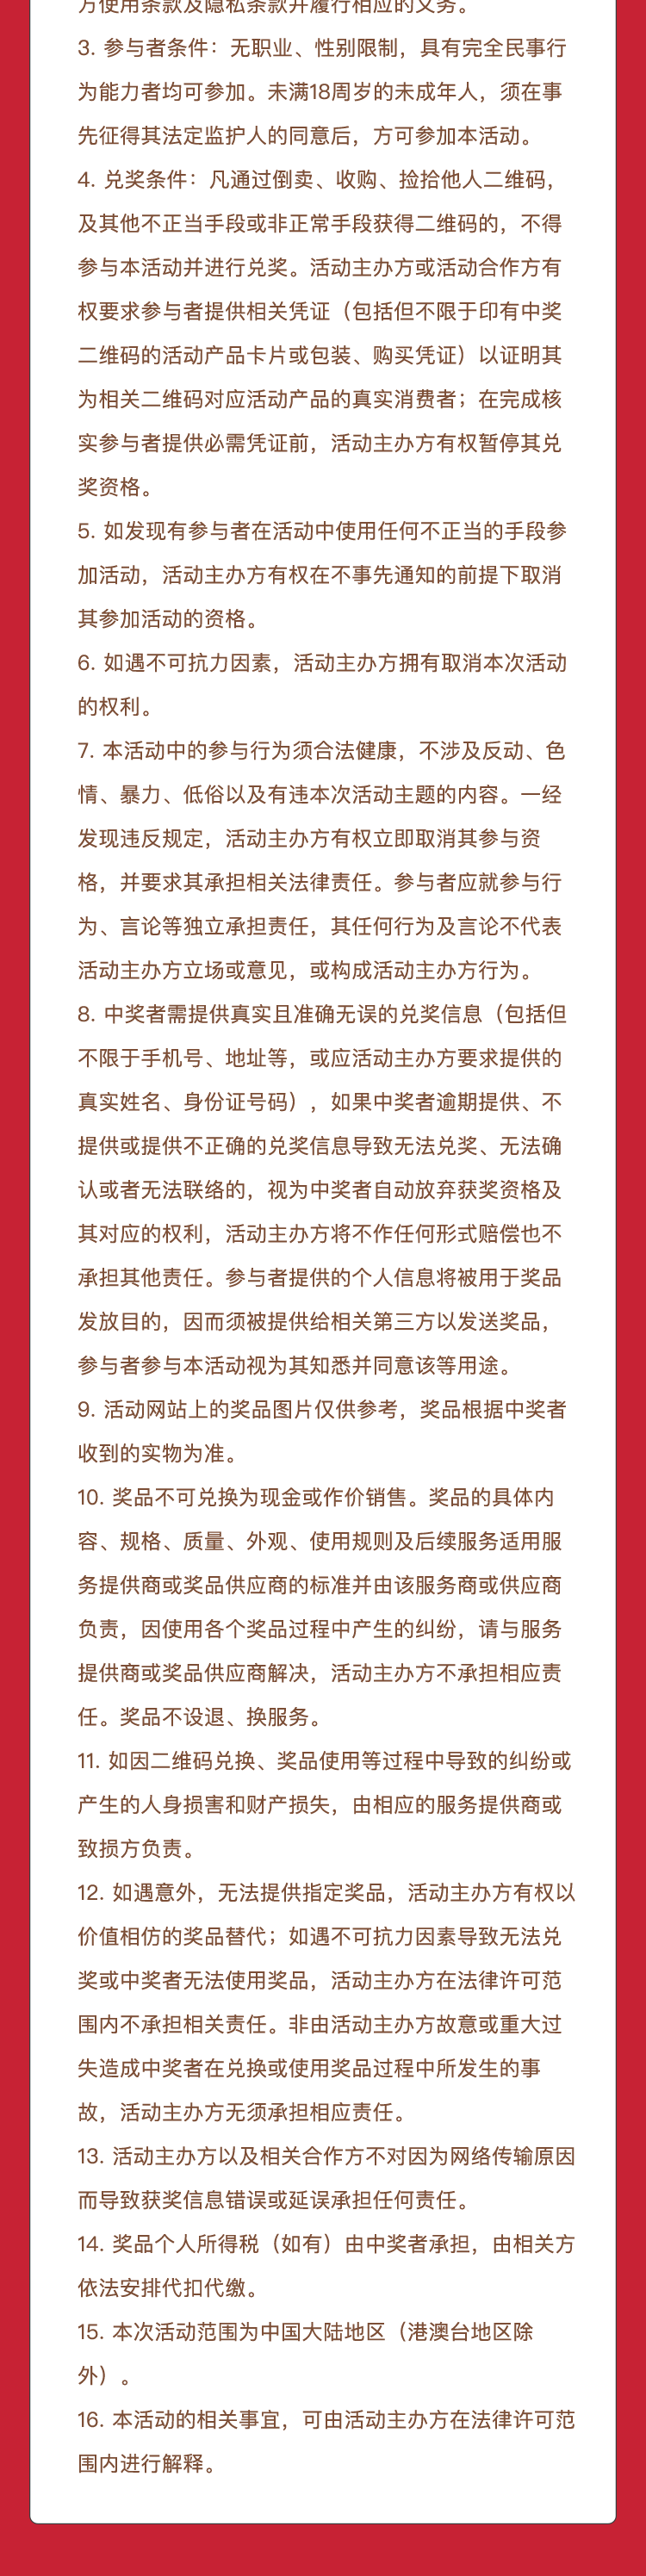 方使用条款及隐私条款并履行相应的义务。
3. 参与者条件：无职业、性别限制，具有完全民事行
为能力者均可参加。未满18周岁的未成年人，须在事
先征得其法定监护人的同意后，方可参加本活动。
4. 兑奖条件：凡通过倒卖、收购、捡拾他人二维码，
及其他不正当手段或非正常手段获得二维码的，不得
参与本活动并进行兑奖。活动主办方或活动合作方有
权要求参与者提供相关凭证（包括但不限于印有中奖
二维码的活动产品卡片或包装、购买凭证）以证明其
为相关二维码对应活动产品的真实消费者；在完成核
实参与者提供必需凭证前，活动主办方有权暂停其兑
奖资格。
5. 如发现有参与者在活动中使用任何不正当的手段参
加活动，活动主办方有权在不事先通知的前提下取消
其参加活动的资格。
6. 如遇不可抗力因素，活动主办方拥有取消本次活动
的权利。
7. 本活动中的参与行为须合法健康，不涉及反动、色
情、暴力、低俗以及有违本次活动主题的内容。一经
发现违反规定，活动主办方有权立即取消其参与资
格，并要求其承担相关法律责任。参与者应就参与行
为、言论等独立承担责任，其任何行为及言论不代表
活动主办方立场或意见，或构成活动主办方行为。
8. 中奖者需提供真实且准确无误的兑奖信息（包括但
不限于手机号、地址等，或应活动主办方要求提供的
真实姓名、身份证号码），如果中奖者逾期提供、不
提供或提供不正确的兑奖信息导致无法兑奖、无法确
认或者无法联络的，视为中奖者自动放弃获奖资格及
其对应的权利，活动主办方将不作任何形式赔偿也不
承担其他责任。参与者提供的个人信息将被用于奖品
发放目的，因而须被提供给相关第三方以发送奖品，
参与者参与本活动视为其知悉并同意该等用途。
9. 活动网站上的奖品图片仅供参考，奖品根据中奖者
收到的实物为准。
10. 奖品不可兑换为现金或作价销售。奖品的具体内
容、规格、质量、外观、使用规则及后续服务适用服
务提供商或奖品供应商的标准并由该服务商或供应商
负责，因使用各个奖品过程中产生的纠纷，请与服务
提供商或奖品供应商解决，活动主办方不承担相应责
任。奖品不设退、换服务。
11. 如因二维码兑换、奖品使用等过程中导致的纠纷或
产生的人身损害和财产损失，由相应的服务提供商或
致损方负责。
12. 如遇意外，无法提供指定奖品，活动主办方有权以
价值相仿的奖品替代；如遇不可抗力因素导致无法兑
奖或中奖者无法使用奖品，活动主办方在法律许可范
围内不承担相关责任。非由活动主办方故意或重大过
失造成中奖者在兑换或使用奖品过程中所发生的事
故，活动主办方无须承担相应责任。
13. 活动主办方以及相关合作方不对因为网络传输原因
而导致获奖信息错误或延误承担任何责任。
14. 奖品个人所得税（如有）由中奖者承担，由相关方
依法安排代扣代缴。
15. 本次活动范围为中国大陆地区（港澳台地区除
外）。
16. 本活动的相关事宜，可由活动主办方在法律许可范
围内进行解释。